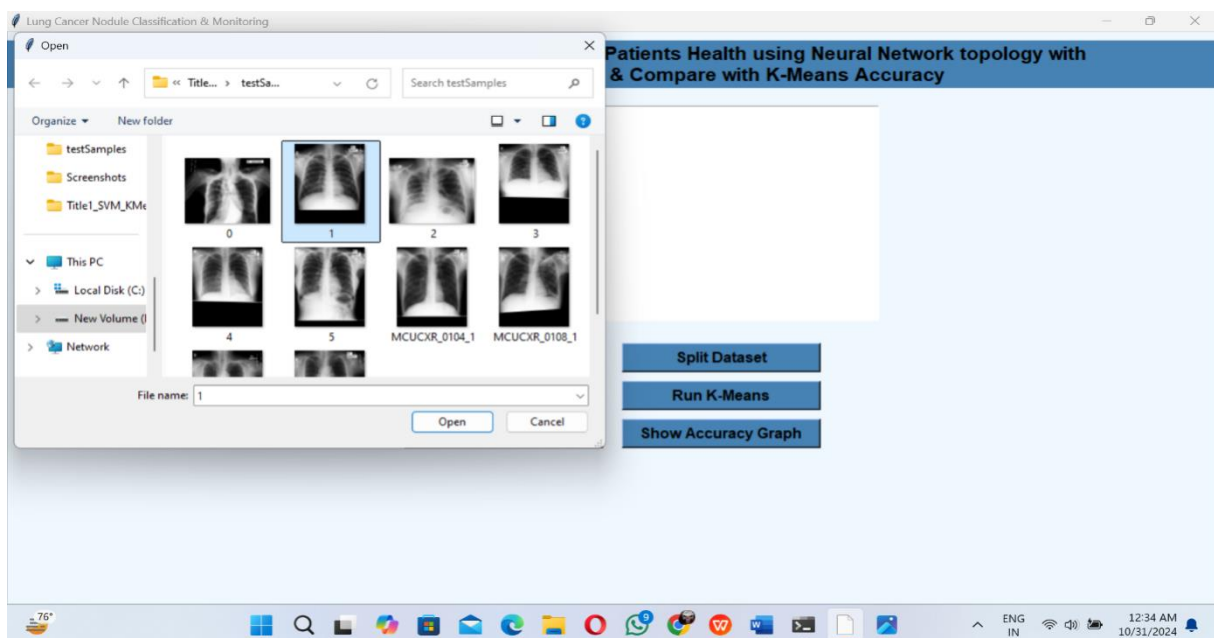 Lung Cancer Nodule Classification & Monitoring
Open
Patients Health using Neural Network topology with
& Compare with K-Means Accuracy
« Title... › testSa...
Search testSamples
Organize
New folder
testSamples
Screenshots
Title1_SVM_KMe
This PC
Local Disk (C:)
New Volume (
Network
0
1
2
3
4
5
MCUCXR_0104_1
MCUCXR_0108_1
File name:
1
Open
Cancel
Split Dataset
Run K-Means
Show Accuracy Graph
76°
9
ENG
IN
12:34 AM
10/31/2024